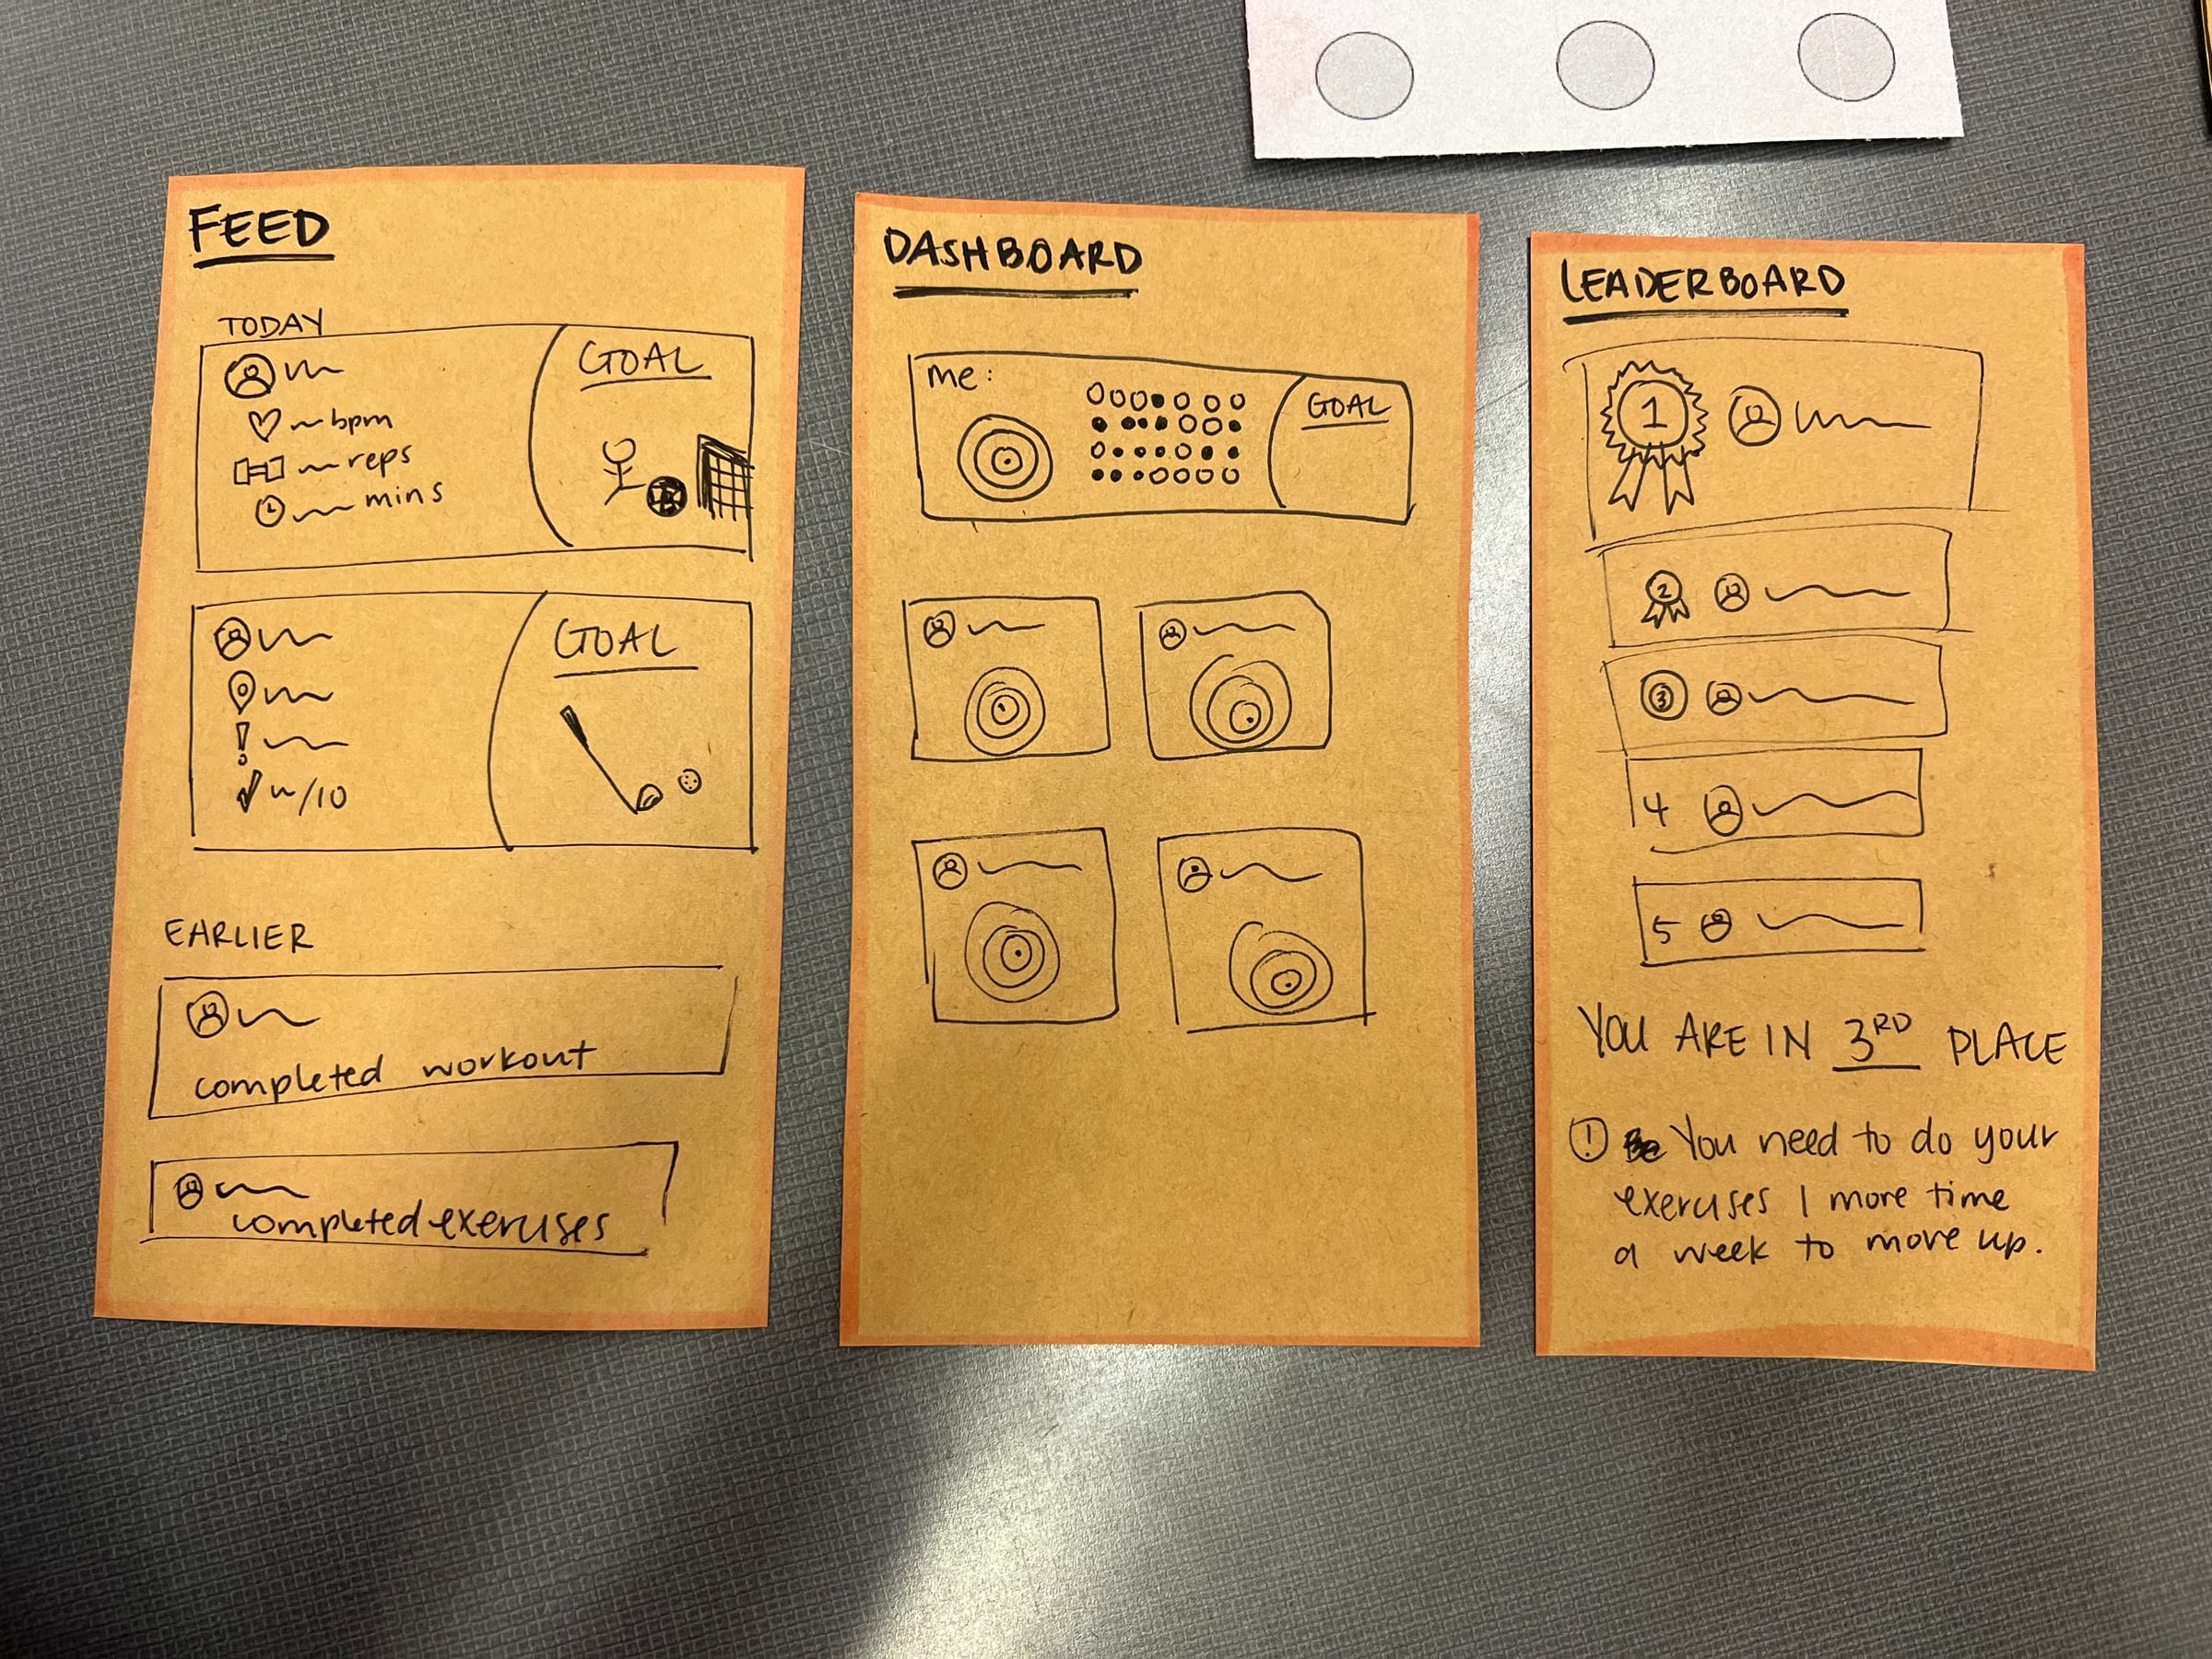 FEED
TODAY
GOAL
bpm
reps
mins
GOAL
/10
EARLIER
completed workout
completed exercises
DASHBOARD
me:
GOAL
LEADERBOARD
1
2
3
4
5
YOU ARE IN 3RD PLACE
! You need to do your
exercises 1 more time
a week to move up.